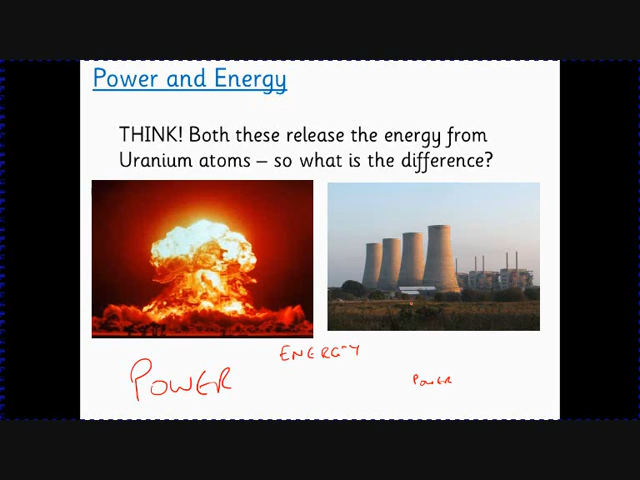 Power and Energy
THINK! Both these release the energy from
Uranium atoms – so what is the difference?
ENERGY
POWER
POWER